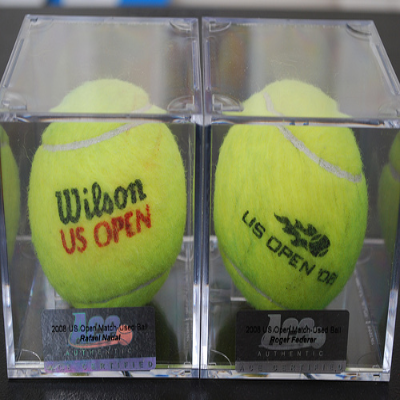 Wilson
US OPEN
2008 US Open Match-Used Ball
Rafael Nadal
AUTHENTIC
US OPEN
2008 US Open Match-Used Ball
Roger Federer
AUTHENTIC